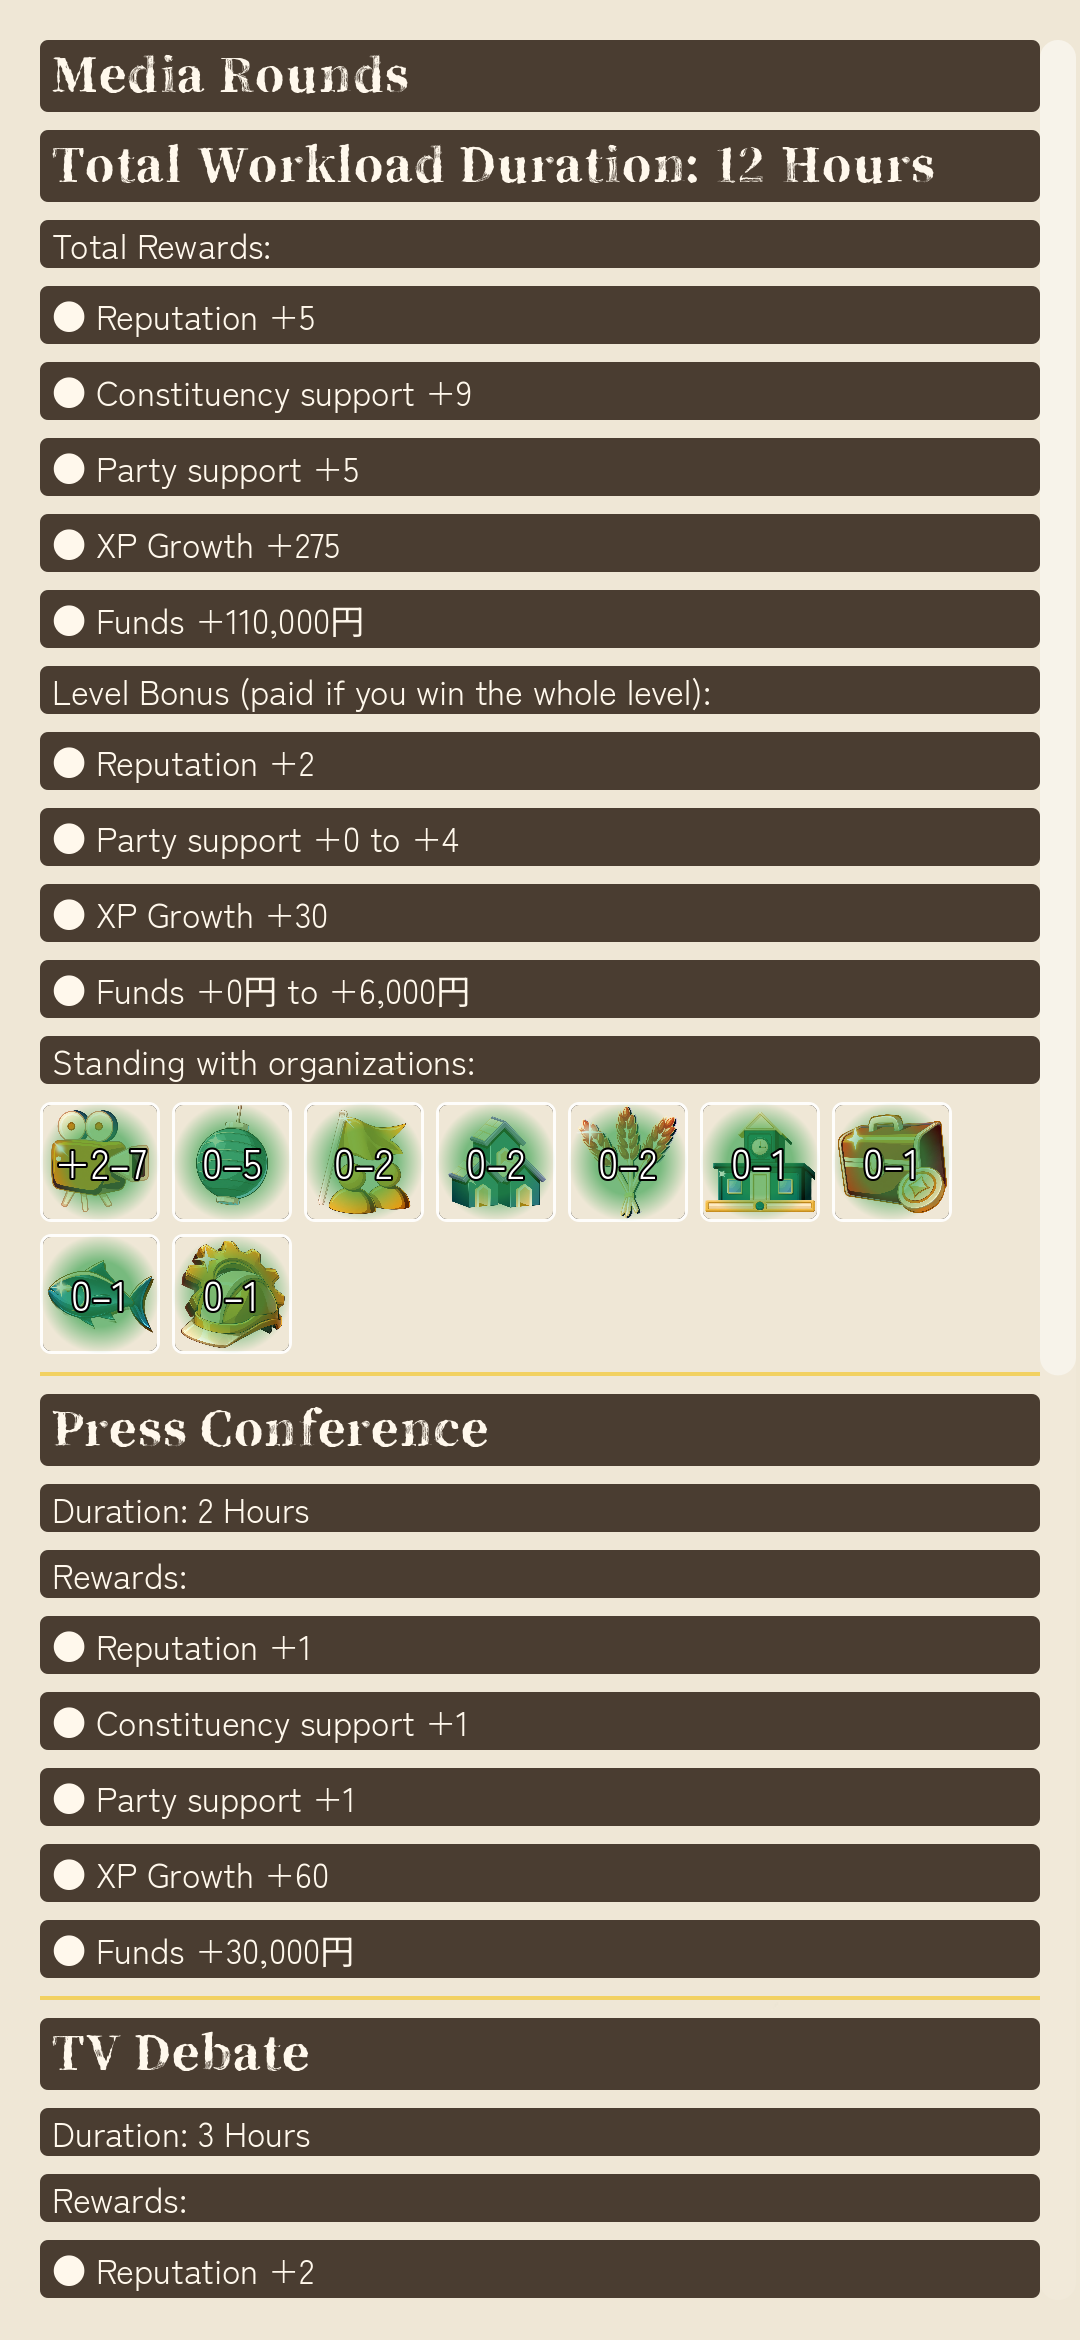 Media Rounds
Total Workload Duration: 12 Hours
Total Rewards:
● Reputation +5
● Constituency support +9
● Party support +5
● XP Growth +275
● Funds +110,000円
Level Bonus (paid if you win the whole level):
● Reputation +2
● Party support +0 to +4
● XP Growth +30
● Funds +0円 to +6,000円
Standing with organizations:
+2–7 0–5 0–2 0–2 0–2 0–1 0–1
0–1 0–1
Press Conference
Duration: 2 Hours
Rewards:
● Reputation +1
● Constituency support +1
● Party support +1
● XP Growth +60
● Funds +30,000円
TV Debate
Duration: 3 Hours
Rewards:
● Reputation +2